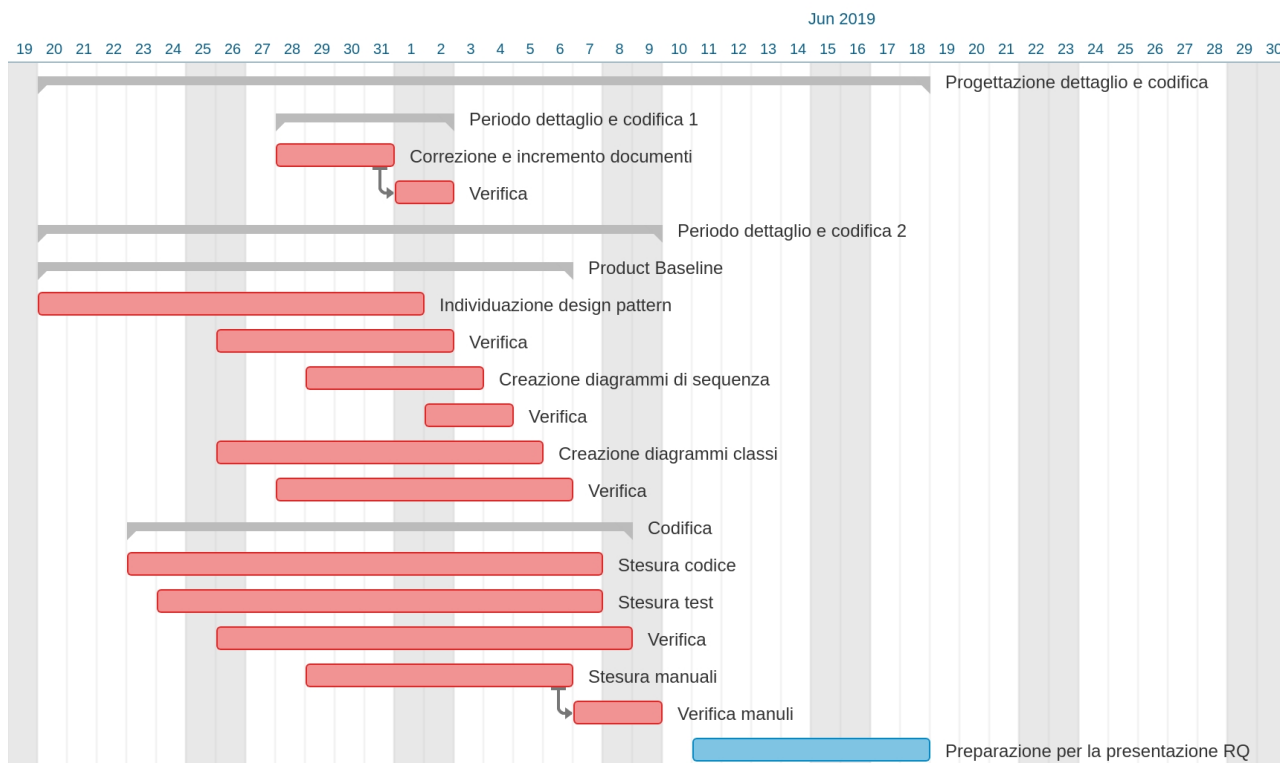 Jun 2019
19 20 21 22 23 24 25 26 27 28 29 30 31 1 2 3 4 5 6 7 8 9 10 11 12 13 14 15 16 17 18 19 20 21 22 23 24 25 26 27 28 29 30
Progettazione dettaglio e codifica
Periodo dettaglio e codifica 1
Correzione e incremento documenti
Verifica
Periodo dettaglio e codifica 2
Product Baseline
Individuazione design pattern
Verifica
Creazione diagrammi di sequenza
Verifica
Creazione diagrammi classi
Verifica
Codifica
Stesura codice
Stesura test
Verifica
Stesura manuali
Verifica manuli
Preparazione per la presentazione RQ